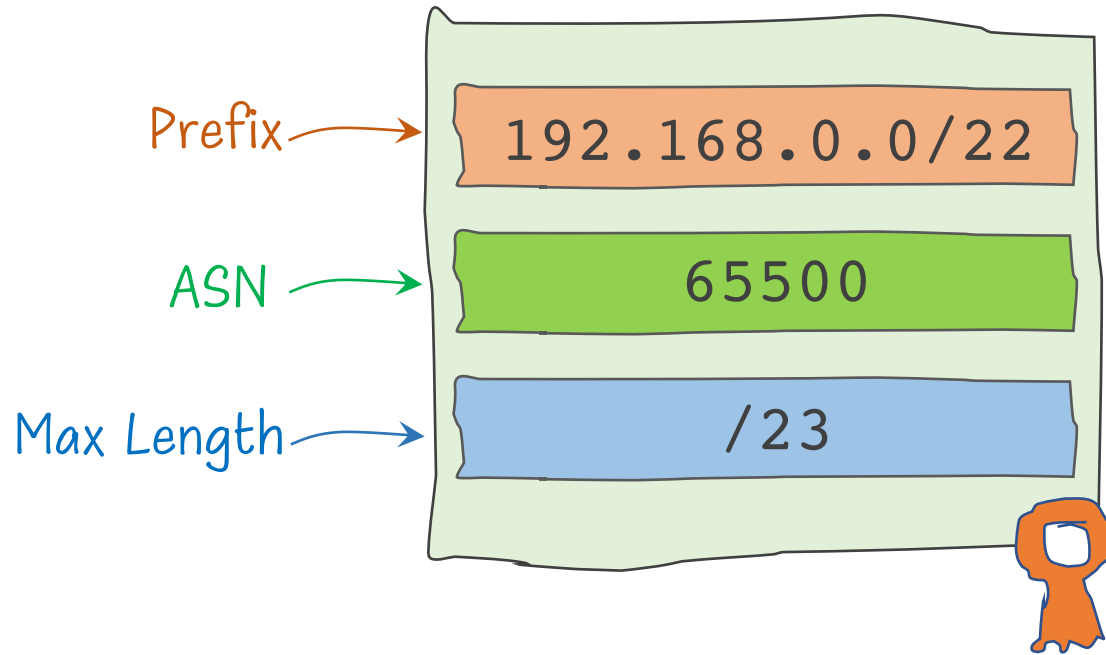 Prefix
192.168.0.0/22
ASN
65500
Max Length
/23